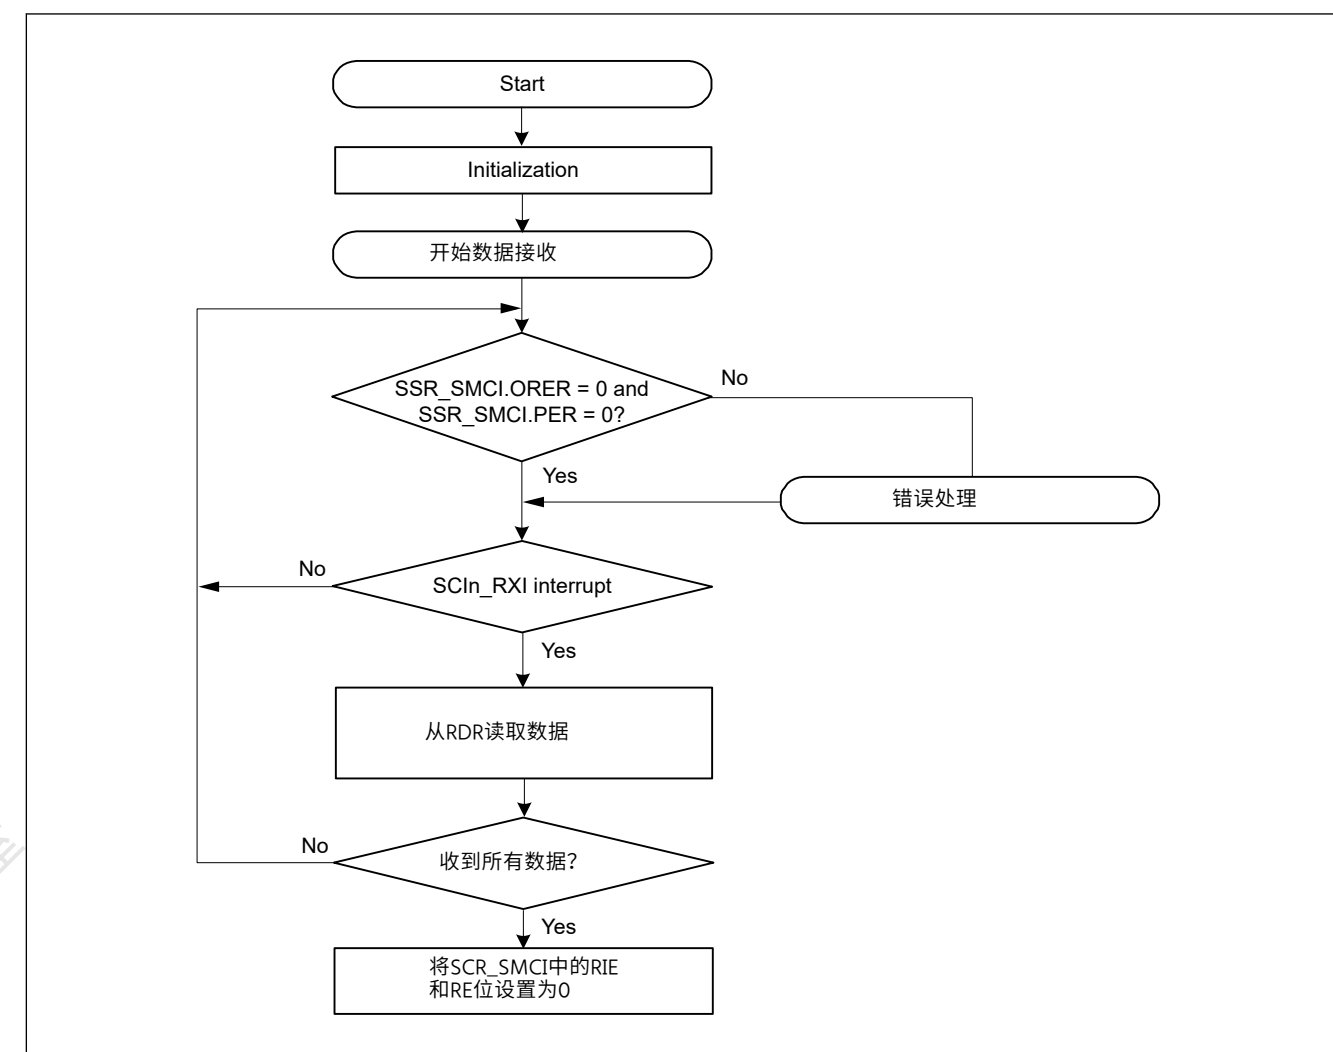 Start
Initialization
开始数据接收
SSR_SMCI.ORER = 0 and
SSR_SMCI.PER = 0?
No
Yes
错误处理
SCIn_RXI interrupt
No
Yes
从RDR读取数据
收到所有数据?
No
Yes
将SCR_SMCI中的RIE
和RE位设置为0